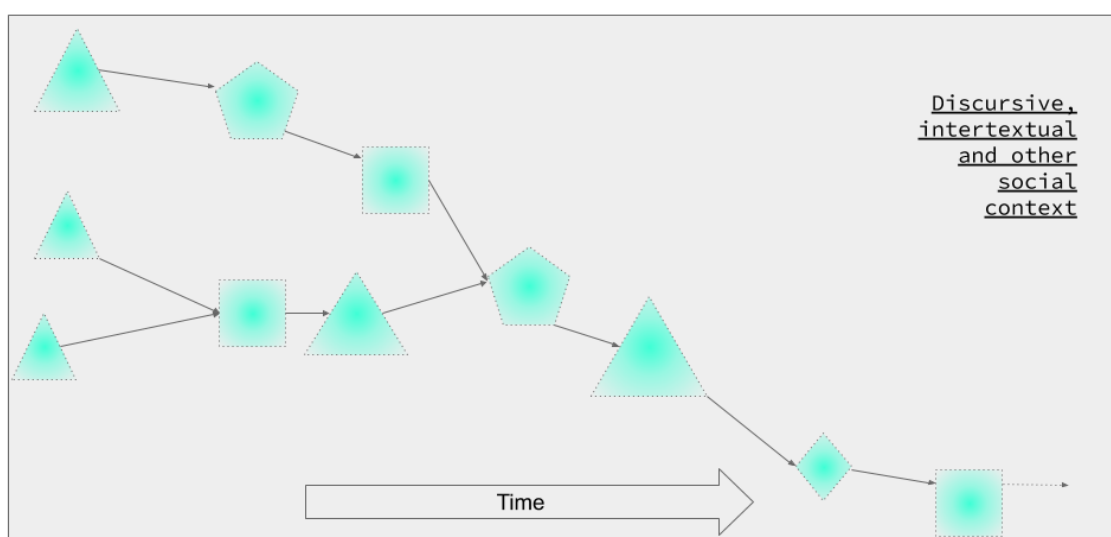 Discursive,
intertextual
and other
social
context
Time